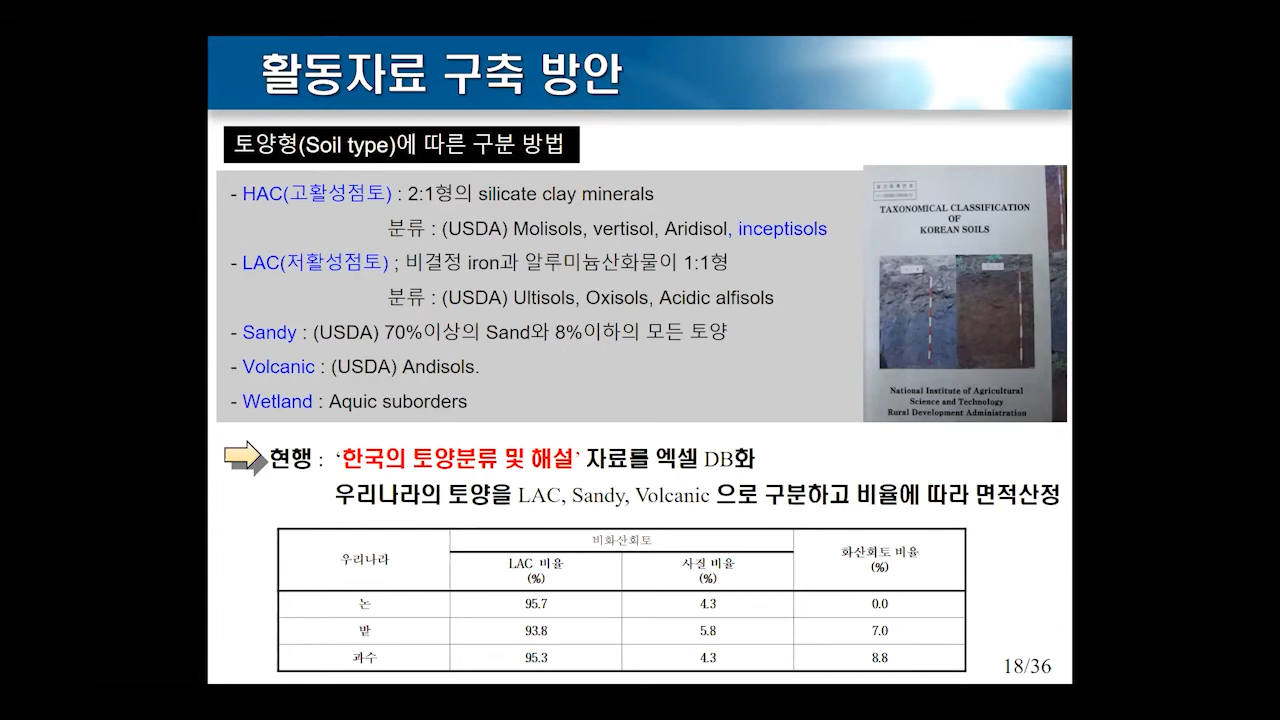 활동자료 구축 방안
토양형(Soil type)에 따른 구분 방법
- HAC(고활성점토) : 2:1형의 silicate clay minerals
분류 : (USDA) Molisols, vertisol, Aridisol, inceptisols
- LAC(저활성점토) ; 비결정 iron과 알루미늄산화물이 1:1형
분류 : (USDA) Ultisols, Oxisols, Acidic alfisols
- Sandy : (USDA) 70%이상의 Sand와 8%이하의 모든 토양
- Volcanic : (USDA) Andisols.
- Wetland : Aquic suborders
TAXONOMICAL CLASSIFICATION
OF
KOREAN SOILS
National Institute of Agricultural
Science and Technology
Rural Development Administration
현행 : ‘한국의 토양분류 및 해설’ 자료를 엑셀 DB화
우리나라의 토양을 LAC, Sandy, Volcanic 으로 구분하고 비율에 따라 면적산정
우리나라 비화산회토 화산회토 비율 (%)
LAC 비율 (%) 사질 비율 (%)
논 95.7 4.3 0.0
밭 93.8 5.8 7.0
과수 95.3 4.3 8.8
18/36